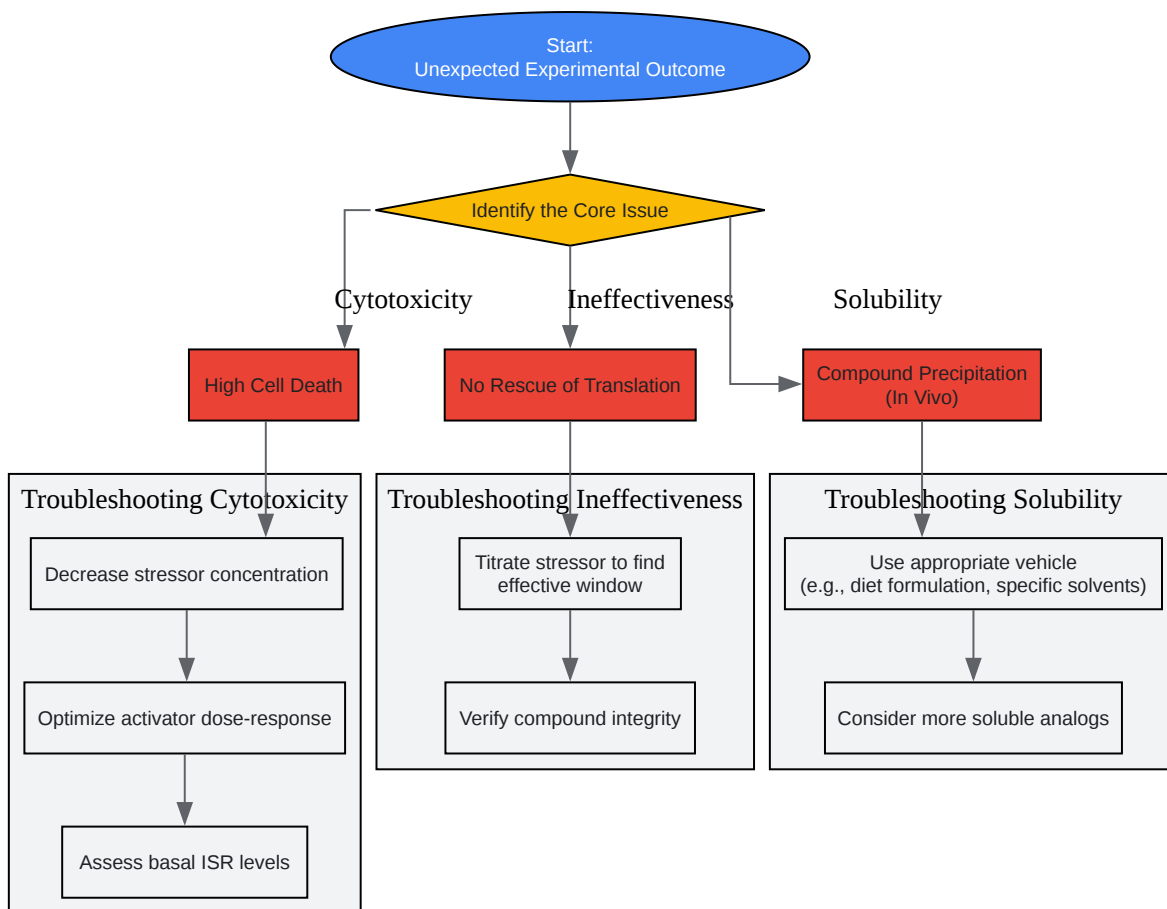 Start:
Unexpected Experimental Outcome
Identify the Core Issue
Cytotoxicity
Ineffectiveness
Solubility
High Cell Death
No Rescue of Translation
Compound Precipitation
(In Vivo)
Troubleshooting Cytotoxicity
Decrease stressor concentration
Optimize activator dose-response
Assess basal ISR levels
Troubleshooting Ineffectiveness
Titrate stressor to find
effective window
Verify compound integrity
Troubleshooting Solubility
Use appropriate vehicle
(e.g., diet formulation, specific solvents)
Consider more soluble analogs